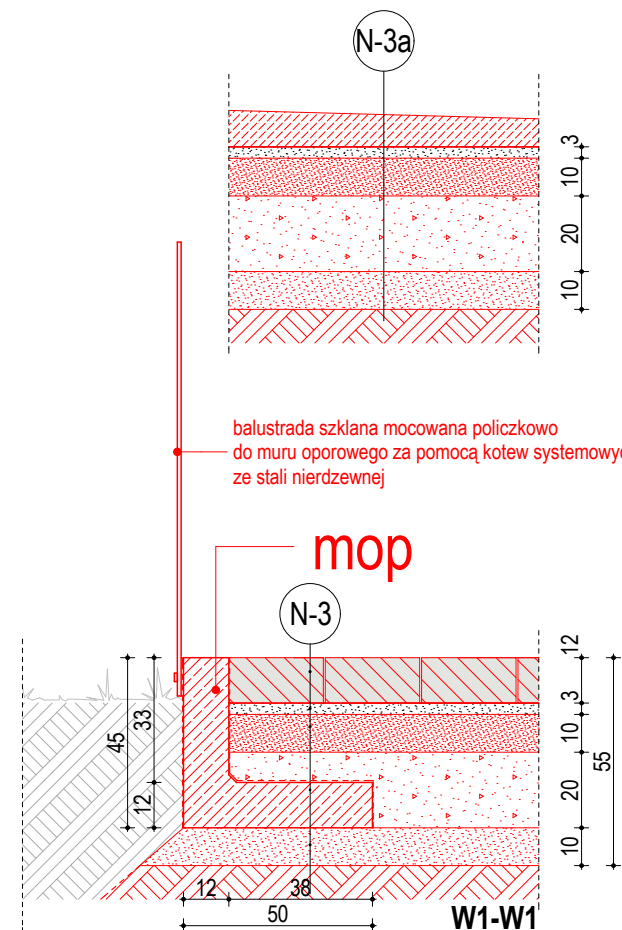 N-3a
3
10
20
10
balustrada szklana mocowana policzkowo
do muru oporowego za pomocą kotew systemowyc
ze stali nierdzewnej
mop
N-3
12
3
10
20
10
55
45
33
12
12
38
50
W1-W1